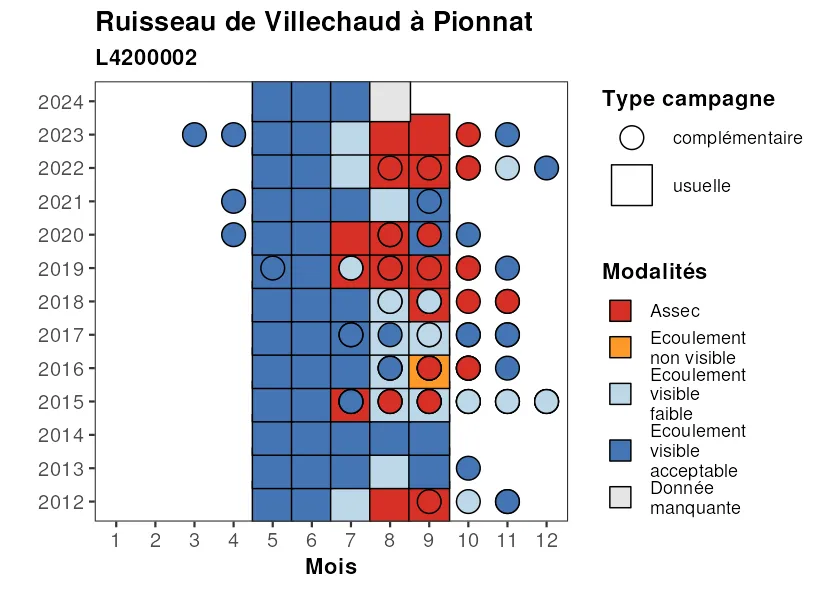 Ruisseau de Villechaud à Pionnat
L4200002
2024
2023
2022
2021
2020
2019
2018
2017
2016
2015
2014
2013
2012
1 2 3 4 5 6 7 8 9 10 11 12
Mois
Type campagne
complémentaire
usuelle
Modalités
Assec
Ecoulement
non visible
Ecoulement
visible
faible
Ecoulement
visible
acceptable
Donnée
manquante